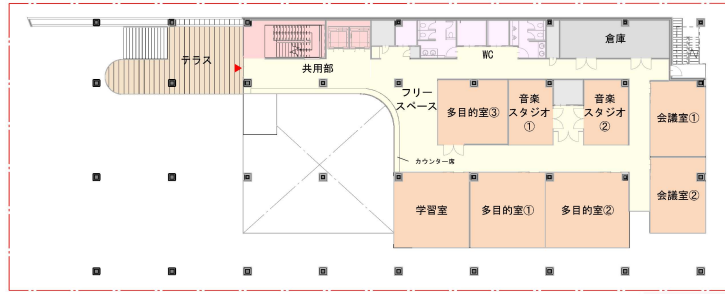 倉庫
テラス
WC
共用部
フリー
スペース
多目的室③
音楽
スタジオ
①
音楽
スタジオ
②
会議室①
カウンター席
学習室
多目的室①
多目的室②
会議室②